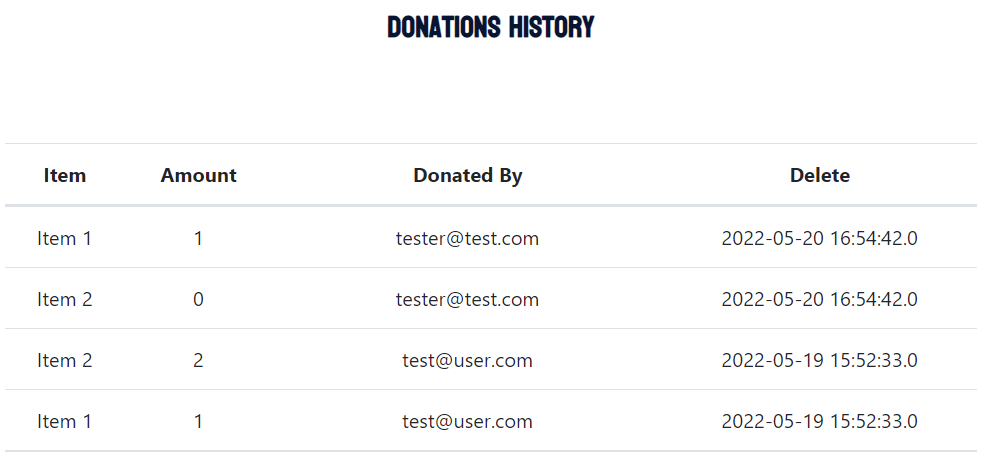 DONATIONS HISTORY
Item Amount Donated By Delete
Item 1 1 tester@test.com 2022-05-20 16:54:42.0
Item 2 0 tester@test.com 2022-05-20 16:54:42.0
Item 2 2 test@user.com 2022-05-19 15:52:33.0
Item 1 1 test@user.com 2022-05-19 15:52:33.0